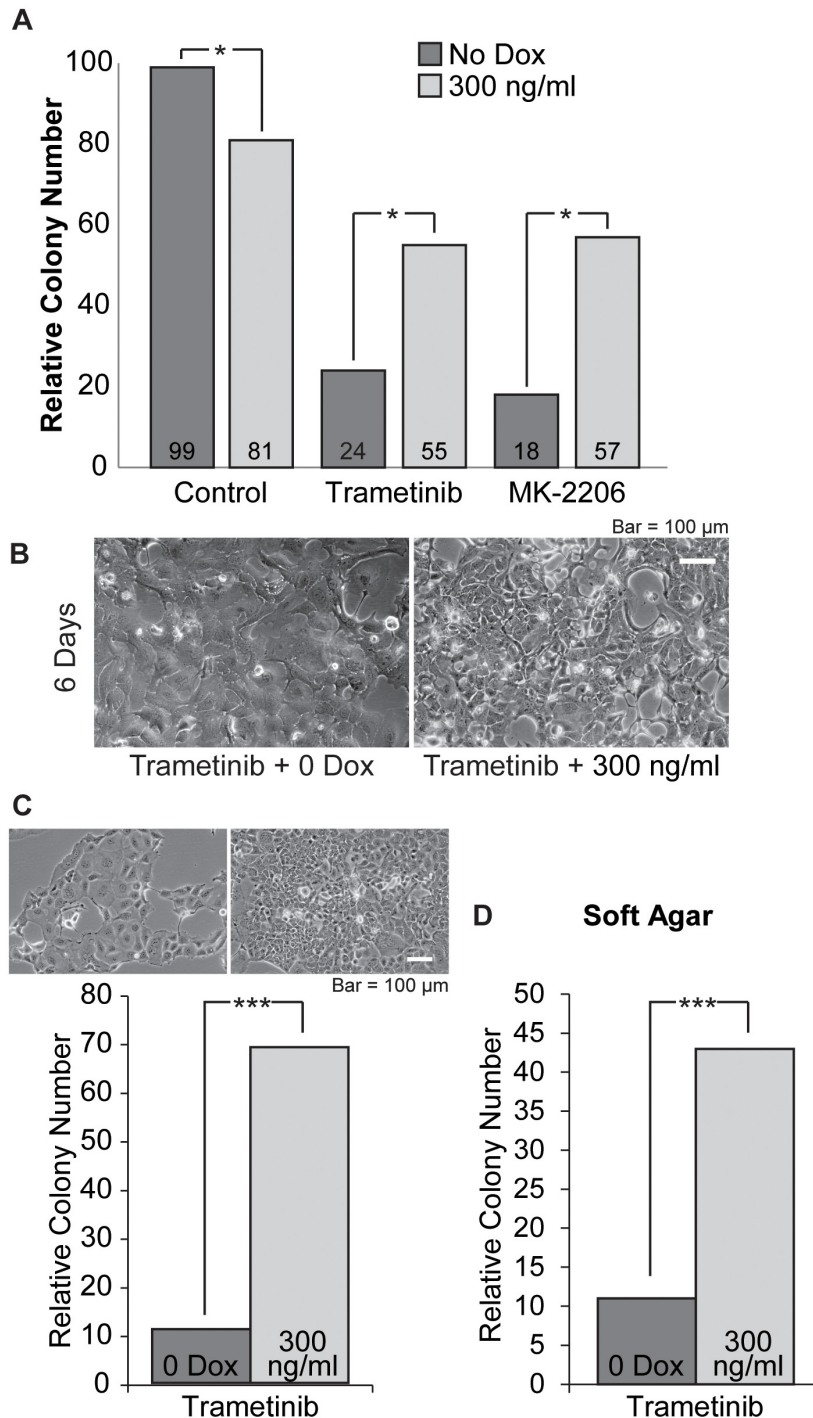 A
No Dox
300 ng/ml
*
*
*
Relative Colony Number
100
80
60
40
20
0
99
81
24
55
18
57
Control
Trametinib
MK-2206
B
Bar = 100 µm
6 Days
Trametinib + 0 Dox
Trametinib + 300 ng/ml
C
Bar = 100 µm
***
Relative Colony Number
80
70
60
50
40
30
20
10
0
0 Dox
300
ng/ml
Trametinib
D
Soft Agar
***
Relative Colony Number
50
45
40
35
30
25
20
15
10
5
0
0 Dox
300
ng/ml
Trametinib